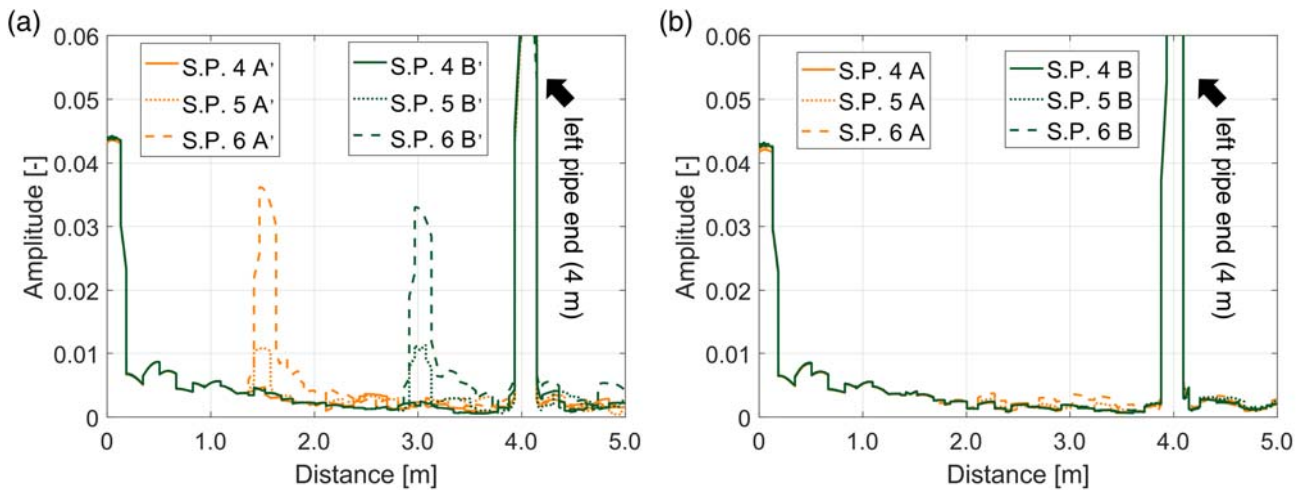 (a)
0.06
0.05
0.04
0.03
0.02
0.01
0
Amplitude [-]
S.P. 4 A'
S.P. 5 A'
S.P. 6 A'
S.P. 4 B'
S.P. 5 B'
S.P. 6 B'
left pipe end (4 m)
0 1.0 2.0 3.0 4.0 5.0
Distance [m]
(b)
0.06
0.05
0.04
0.03
0.02
0.01
0
Amplitude [-]
S.P. 4 A
S.P. 5 A
S.P. 6 A
S.P. 4 B
S.P. 5 B
S.P. 6 B
left pipe end (4 m)
0 1.0 2.0 3.0 4.0 5.0
Distance [m]